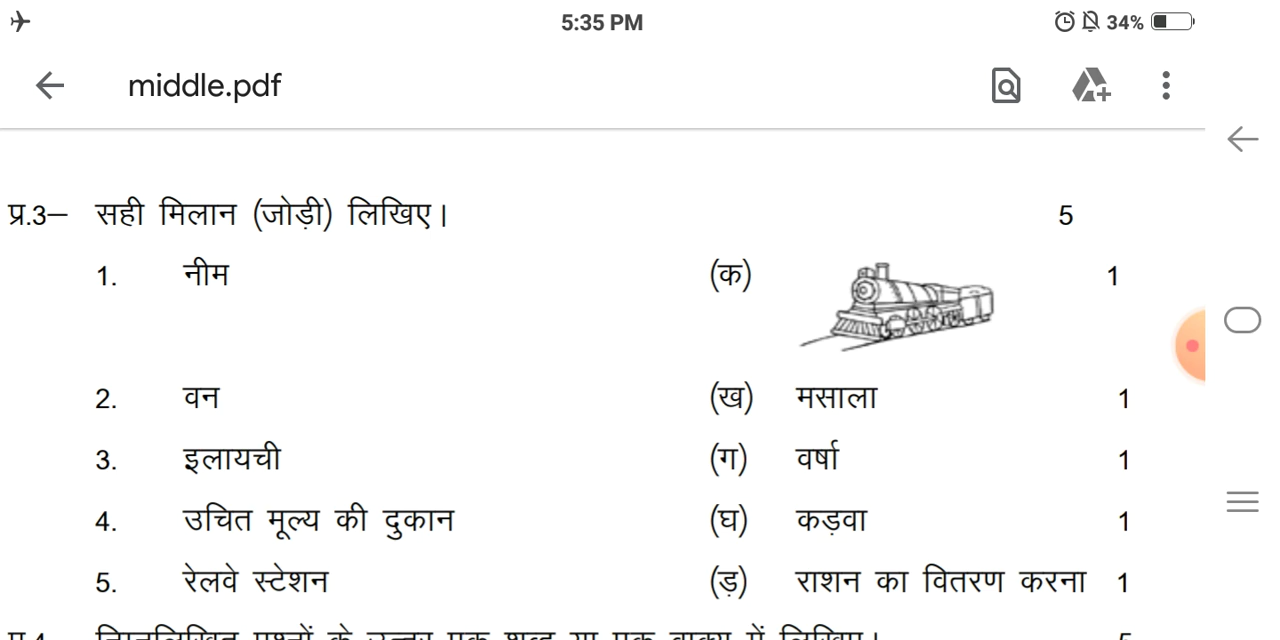 5:35 PM 34%
middle.pdf
प्र.3– सही मिलान (जोड़ी) लिखिए। 5
1. नीम (क) 1
2. वन (ख) मसाला 1
3. इलायची (ग) वर्षा 1
4. उचित मूल्य की दुकान (घ) कड़वा 1
5. रेलवे स्टेशन (ड़) राशन का वितरण करना 1